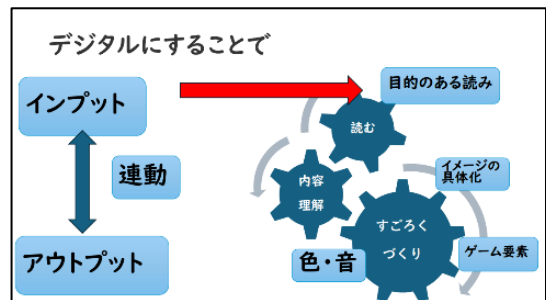 デジタルにすることで
インプット
連動
アウトプット
目的のある読み
読む
内容
理解
イメージの
具体化
すごろく
づくり
色・音
ゲーム要素